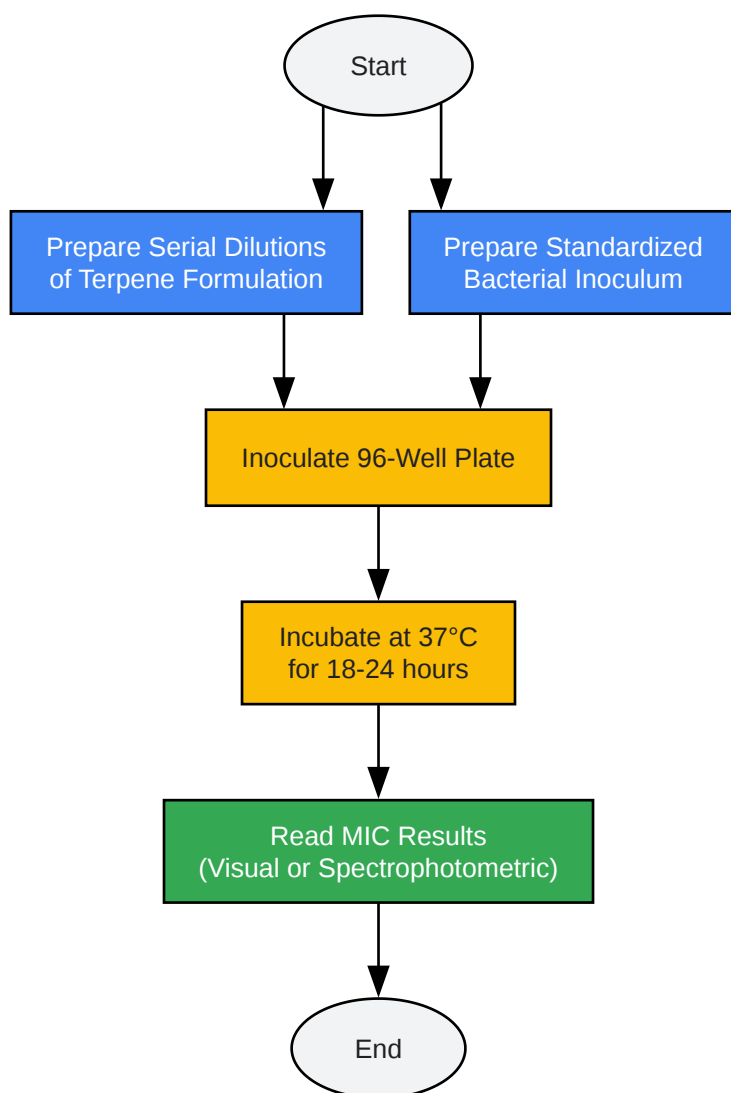 Start
Prepare Serial Dilutions
of Terpene Formulation
Prepare Standardized
Bacterial Inoculum
Inoculate 96-Well Plate
Incubate at 37°C
for 18-24 hours
Read MIC Results
(Visual or Spectrophotometric)
End